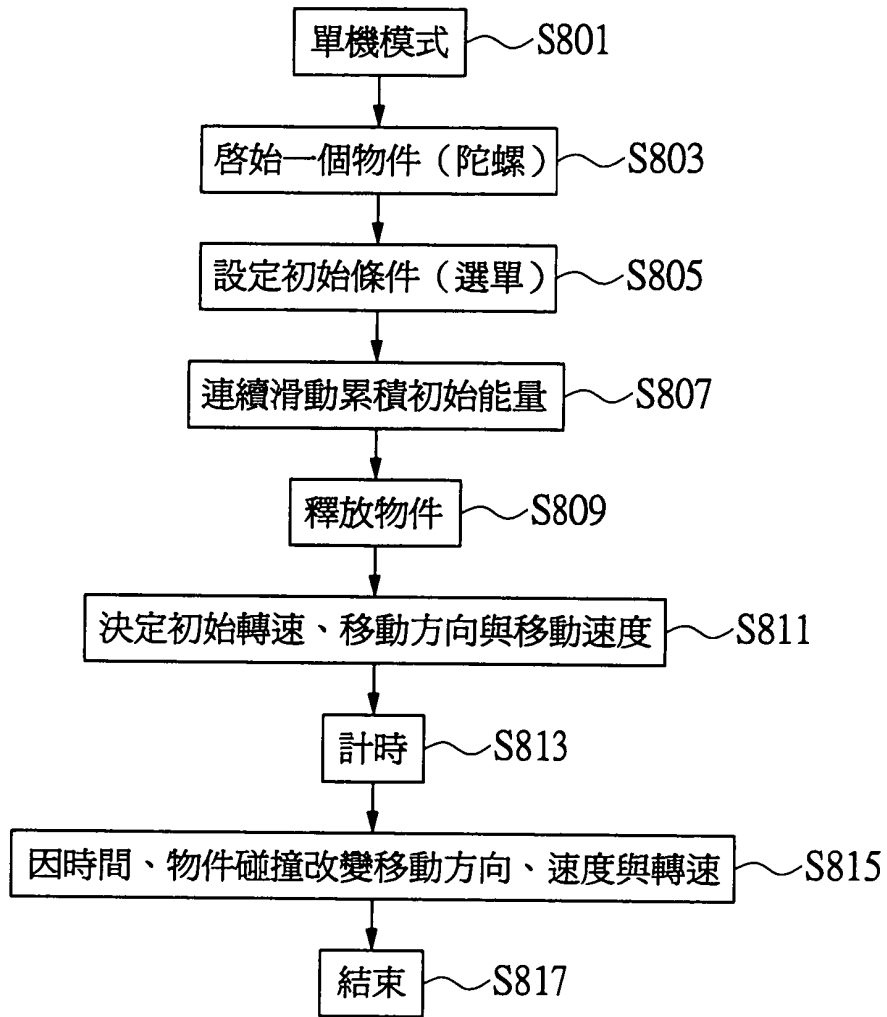 單機模式 S801
啓始一個物件（陀螺） S803
設定初始條件（選單） S805
連續滑動累積初始能量 S807
釋放物件 S809
決定初始轉速、移動方向與移動速度 S811
計時 S813
因時間、物件碰撞改變移動方向、速度與轉速 S815
結束 S817